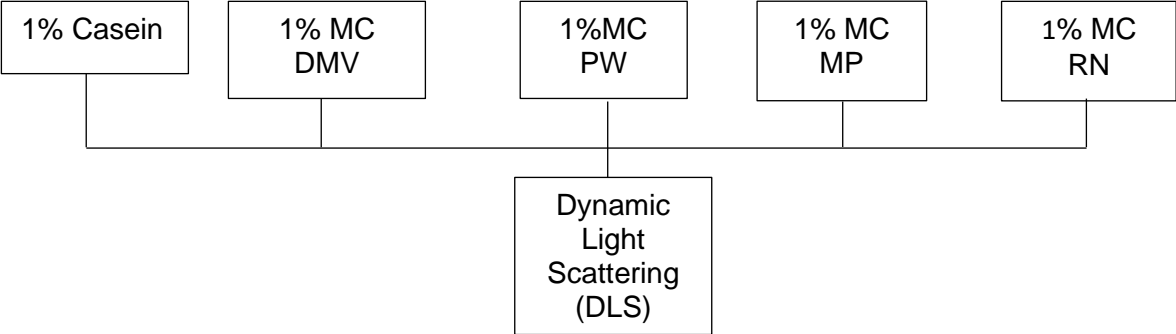 1% Casein
1% MC
DMV
1%MC
PW
1% MC
MP
1% MC
RN
Dynamic
Light
Scattering
(DLS)